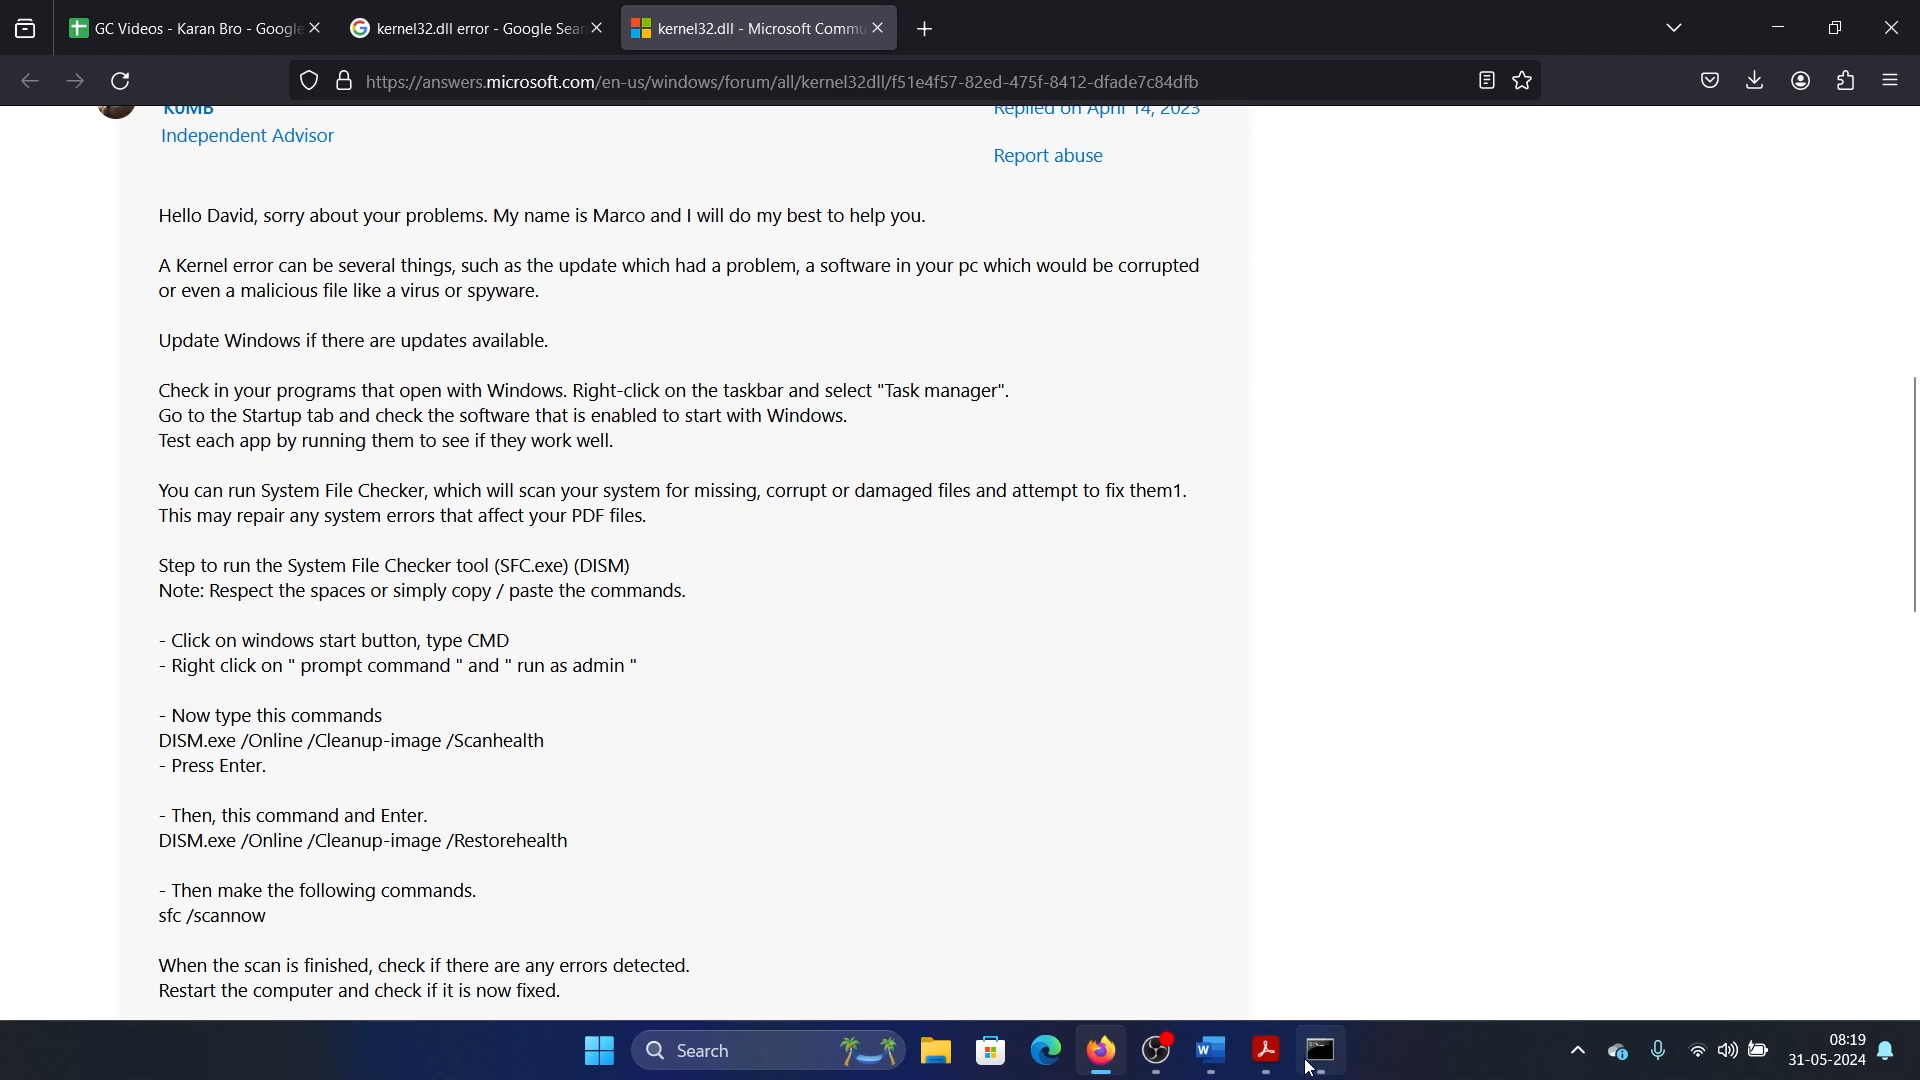 GC Videos - Karan Bro - Google
kernel32.dll error - Google Sear
kernel32.dll - Microsoft Commu
https://answers.microsoft.com/en-us/windows/forum/all/kernel32dll/f51e4f57-82ed-475f-8412-dfade7c84dfb
Replied on April 14, 2023
Independent Advisor
Report abuse
Hello David, sorry about your problems. My name is Marco and I will do my best to help you.
A Kernel error can be several things, such as the update which had a problem, a software in your pc which would be corrupted
or even a malicious file like a virus or spyware.
Update Windows if there are updates available.
Check in your programs that open with Windows. Right-click on the taskbar and select "Task manager".
Go to the Startup tab and check the software that is enabled to start with Windows.
Test each app by running them to see if they work well.
You can run System File Checker, which will scan your system for missing, corrupt or damaged files and attempt to fix them1.
This may repair any system errors that affect your PDF files.
Step to run the System File Checker tool (SFC.exe) (DISM)
Note: Respect the spaces or simply copy / paste the commands.
- Click on windows start button, type CMD
- Right click on " prompt command " and " run as admin "
- Now type this commands
DISM.exe /Online /Cleanup-image /Scanhealth
- Press Enter.
- Then, this command and Enter.
DISM.exe /Online /Cleanup-image /Restorehealth
- Then make the following commands.
sfc /scannow
When the scan is finished, check if there are any errors detected.
Restart the computer and check if it is now fixed.
Search
08:19
31-05-2024